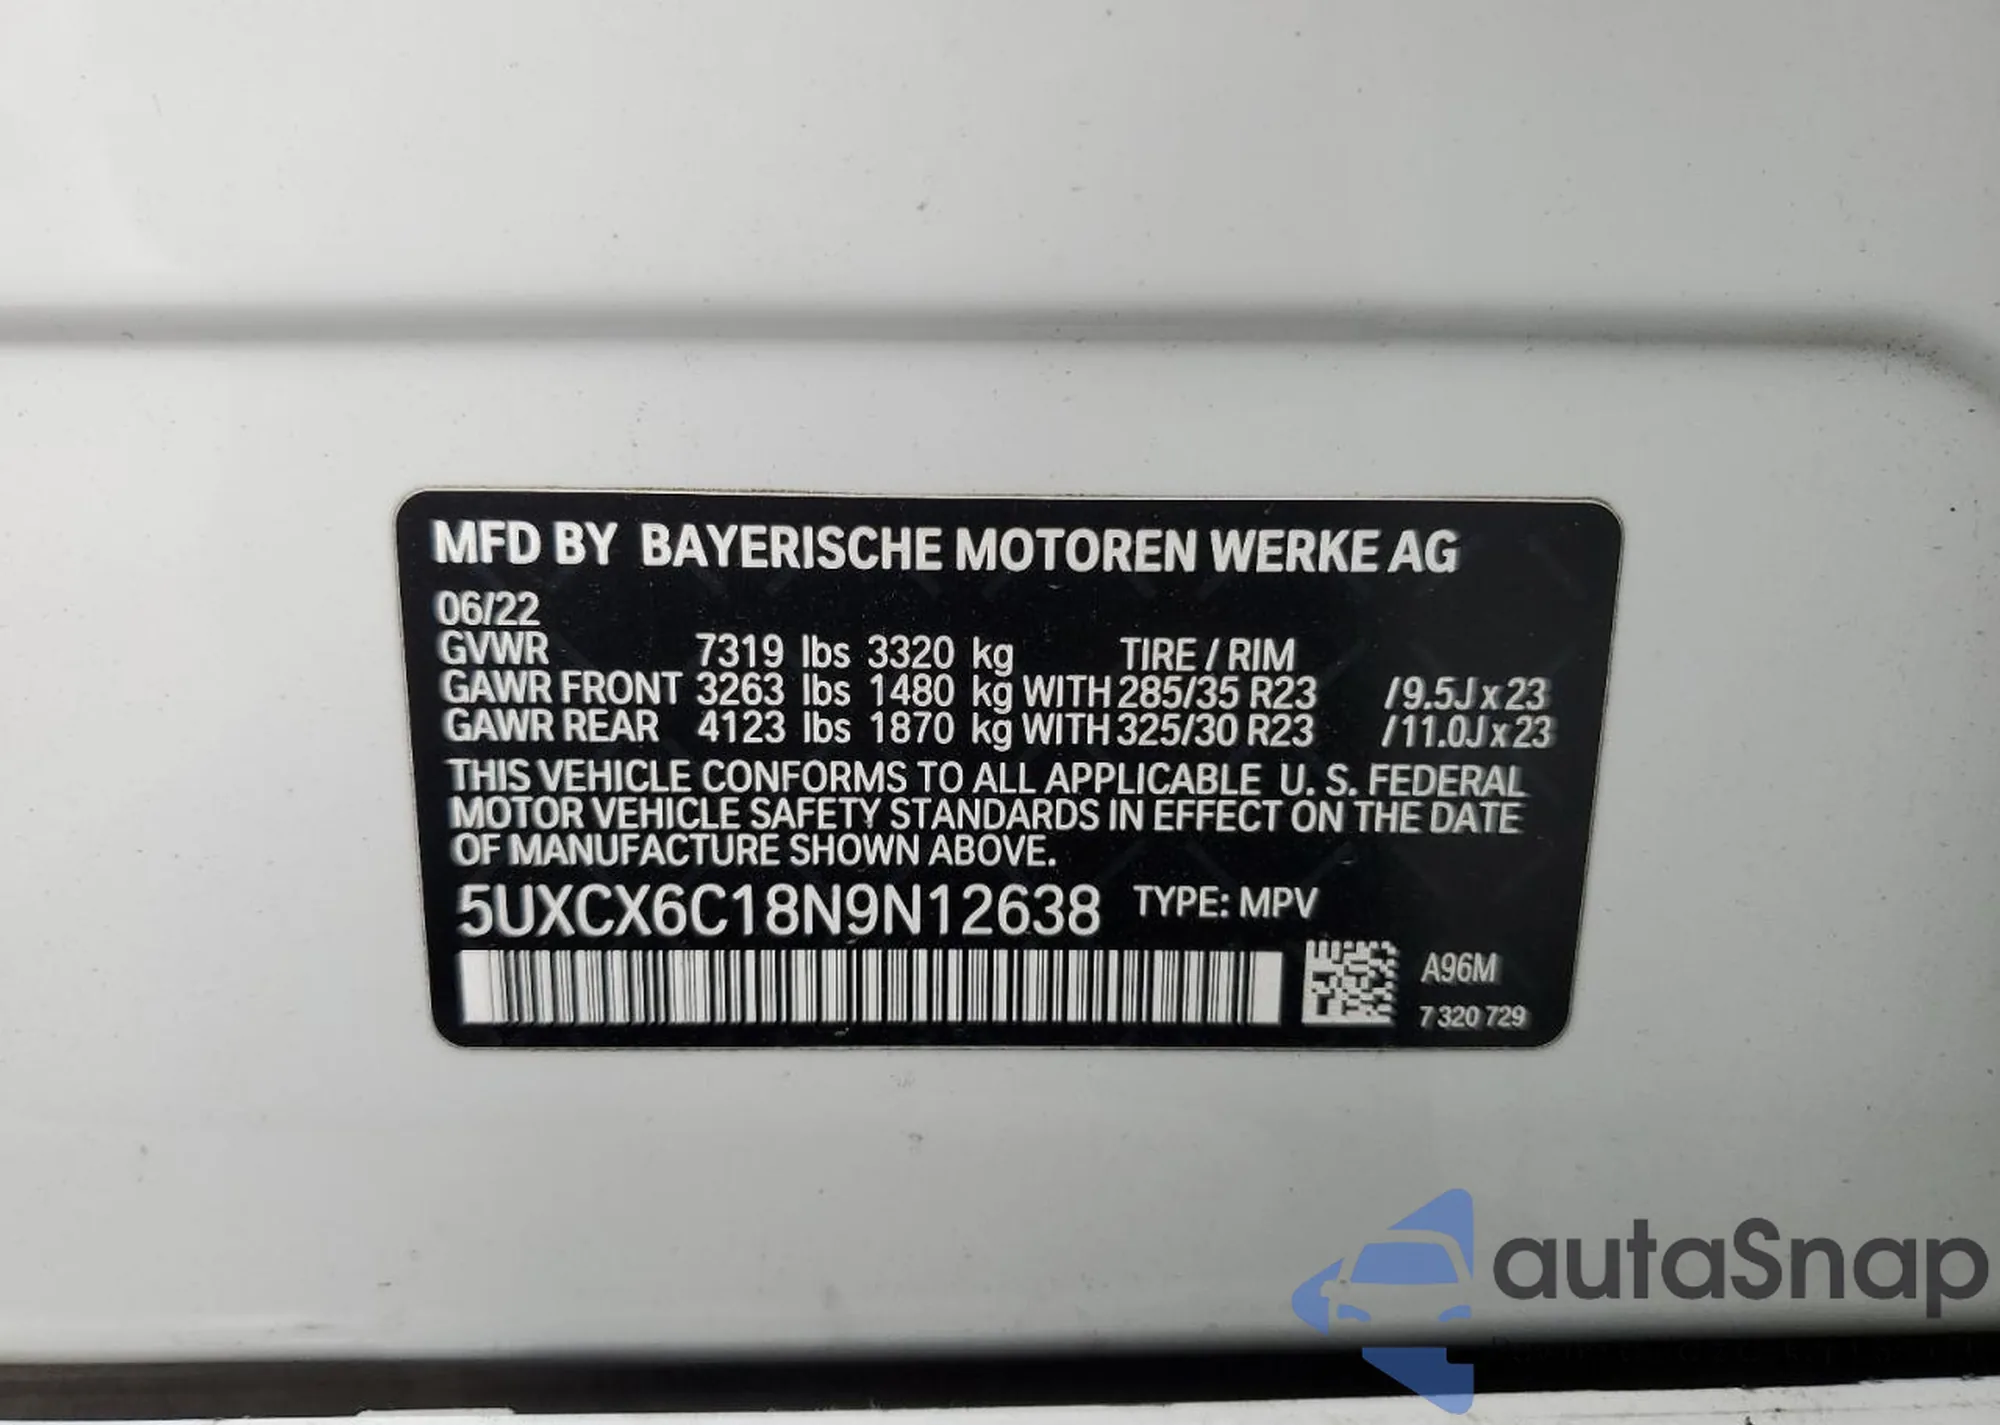 MFD BY BAYERISCHE MOTOREN WERKE AG
06/22
GVWR 7319 lbs 3320 kg TIRE / RIM
GAWR FRONT 3263 lbs 1480 kg WITH 285/35 R23 /9.5J x 23
GAWR REAR 4123 lbs 1870 kg WITH 325/30 R23 /11.0J x 23
THIS VEHICLE CONFORMS TO ALL APPLICABLE U. S. FEDERAL
MOTOR VEHICLE SAFETY STANDARDS IN EFFECT ON THE DATE
OF MANUFACTURE SHOWN ABOVE.
5UXCX6C18N9N12638 TYPE: MPV
A96M
7 320 729
autaSnap